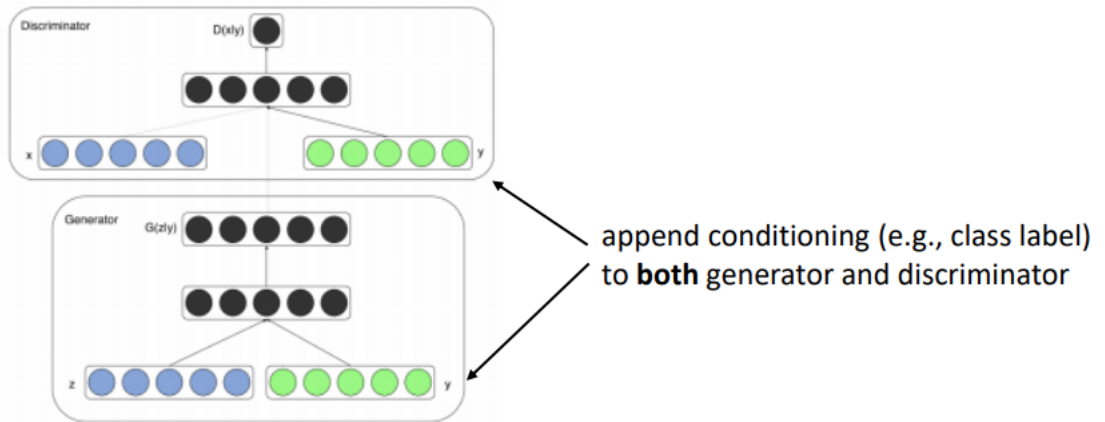 Discriminator
D(x|y)
x
y
Generator
G(z|y)
z
y
append conditioning (e.g., class label)
to both generator and discriminator